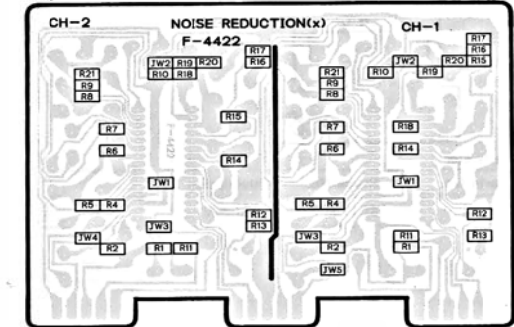 CH-2 NOISE REDUCTION(x) CH-1
F-4422
R17
R17 R16
JW2 R19 R20 R16 JW2 R20 R15
R21 R10 R18 R21 R10 R19
R9 R9
R8 R8
R15
R7 R7 R18
F-4422
R6 R14 R6 R14
JW1 JW1
R5 R4 R5 R4
R12 R12
JW3 R13 JW3 R11 R13
JW4 R2 R1 R11 R2 R1
JW5